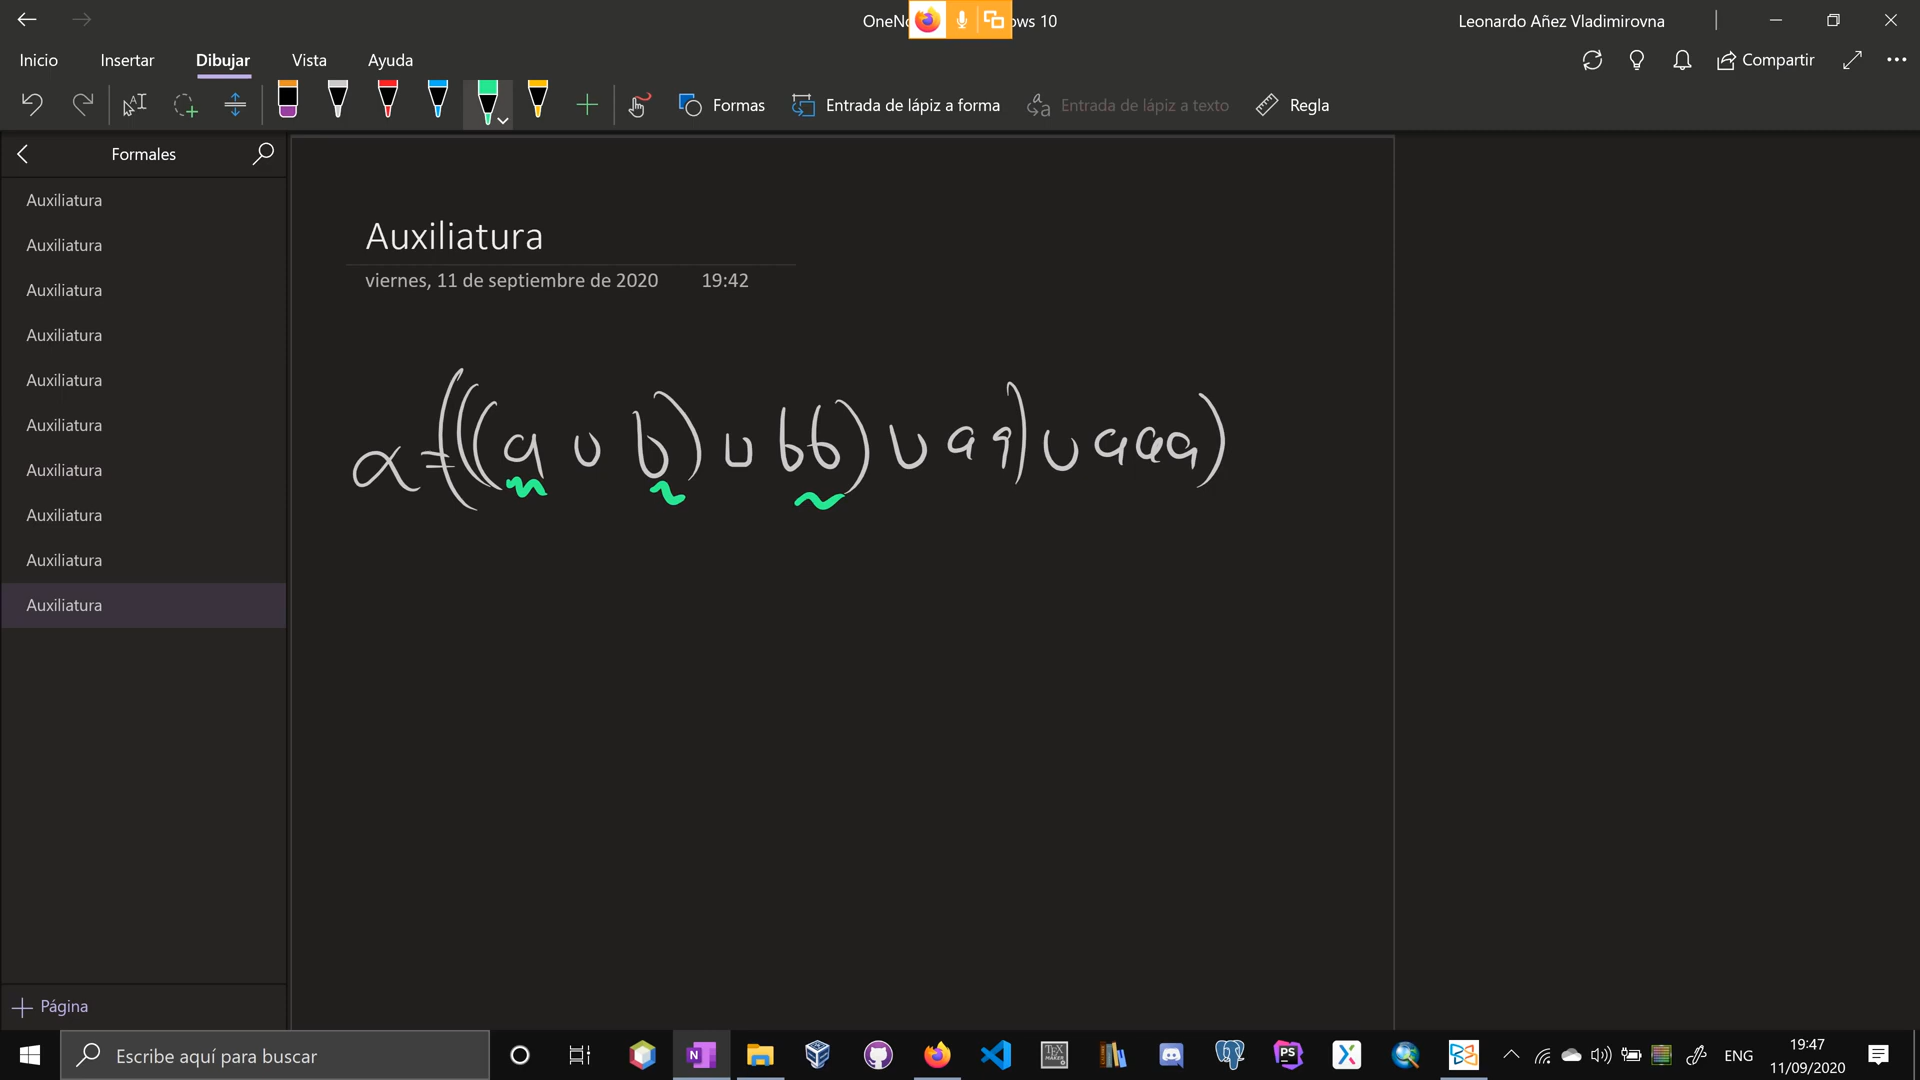 OneNo
ows 10
Leonardo Añez Vladimirovna
Inicio Insertar Dibujar Vista Ayuda
Compartir
Formas Entrada de lápiz a forma Entrada de lápiz a texto Regla
Formales
Auxiliatura
Auxiliatura
Auxiliatura
Auxiliatura
Auxiliatura
Auxiliatura
Auxiliatura
Auxiliatura
Auxiliatura
Auxiliatura
Auxiliatura
viernes, 11 de septiembre de 2020 19:42
α=(((a ∪ b) ∪ bb) ∪ aa) ∪ aaa)
Página
Escribe aquí para buscar
ENG
19:47
11/09/2020